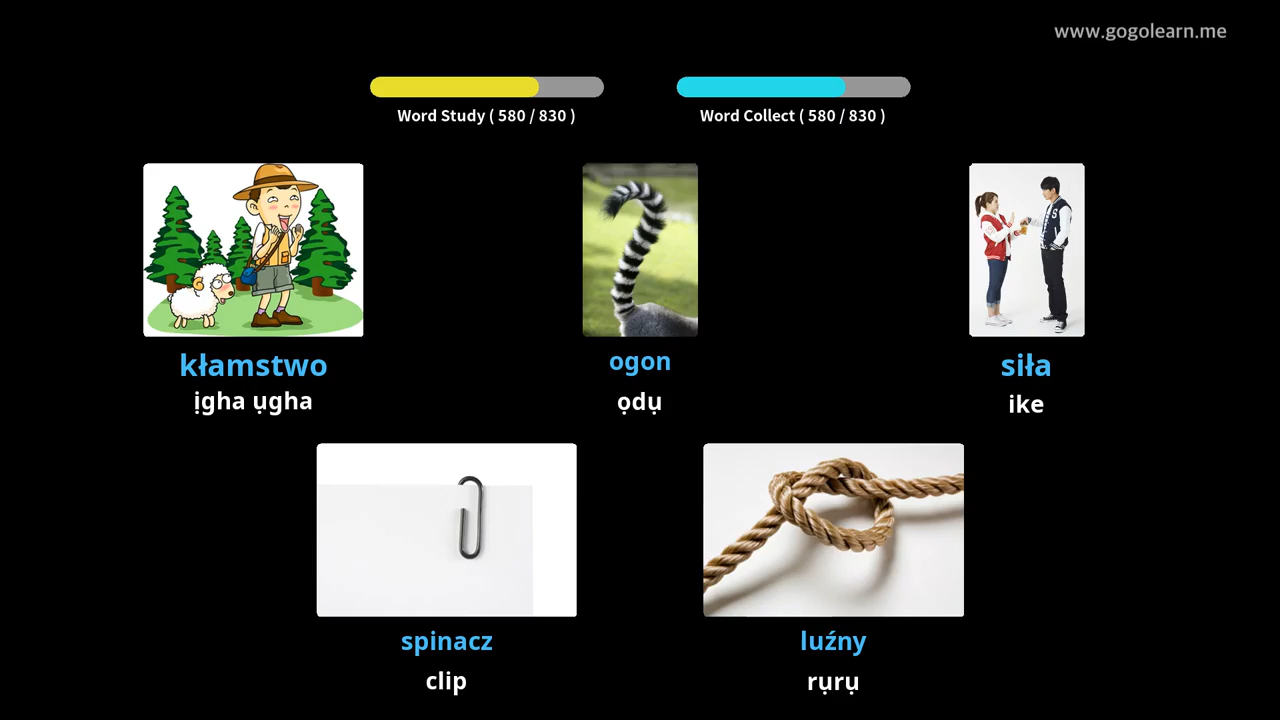 www.gogolearn.me
Word Study ( 580 / 830 )
Word Collect ( 580 / 830 )
kłamstwo
ịgha ụgha
ogon
ọdụ
siła
ike
spinacz
clip
luźny
rụrụ